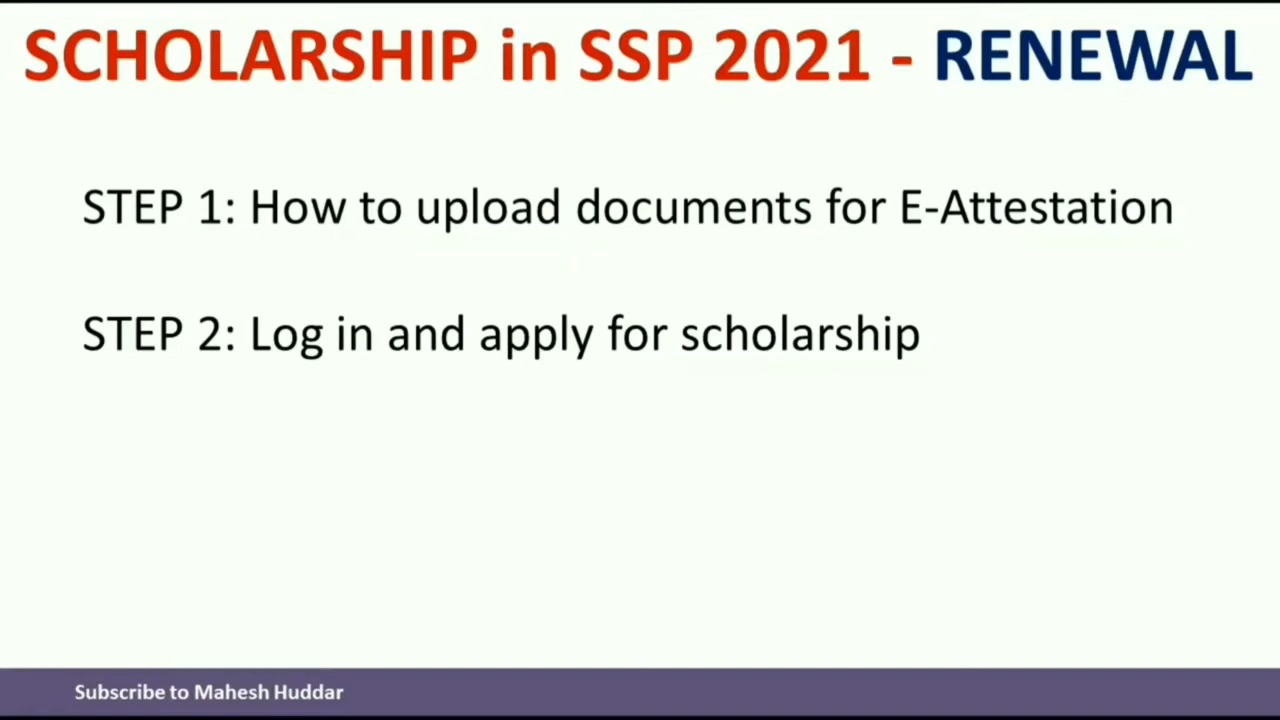 SCHOLARSHIP in SSP 2021 - RENEWAL
STEP 1: How to upload documents for E-Attestation
STEP 2: Log in and apply for scholarship
Subscribe to Mahesh Huddar